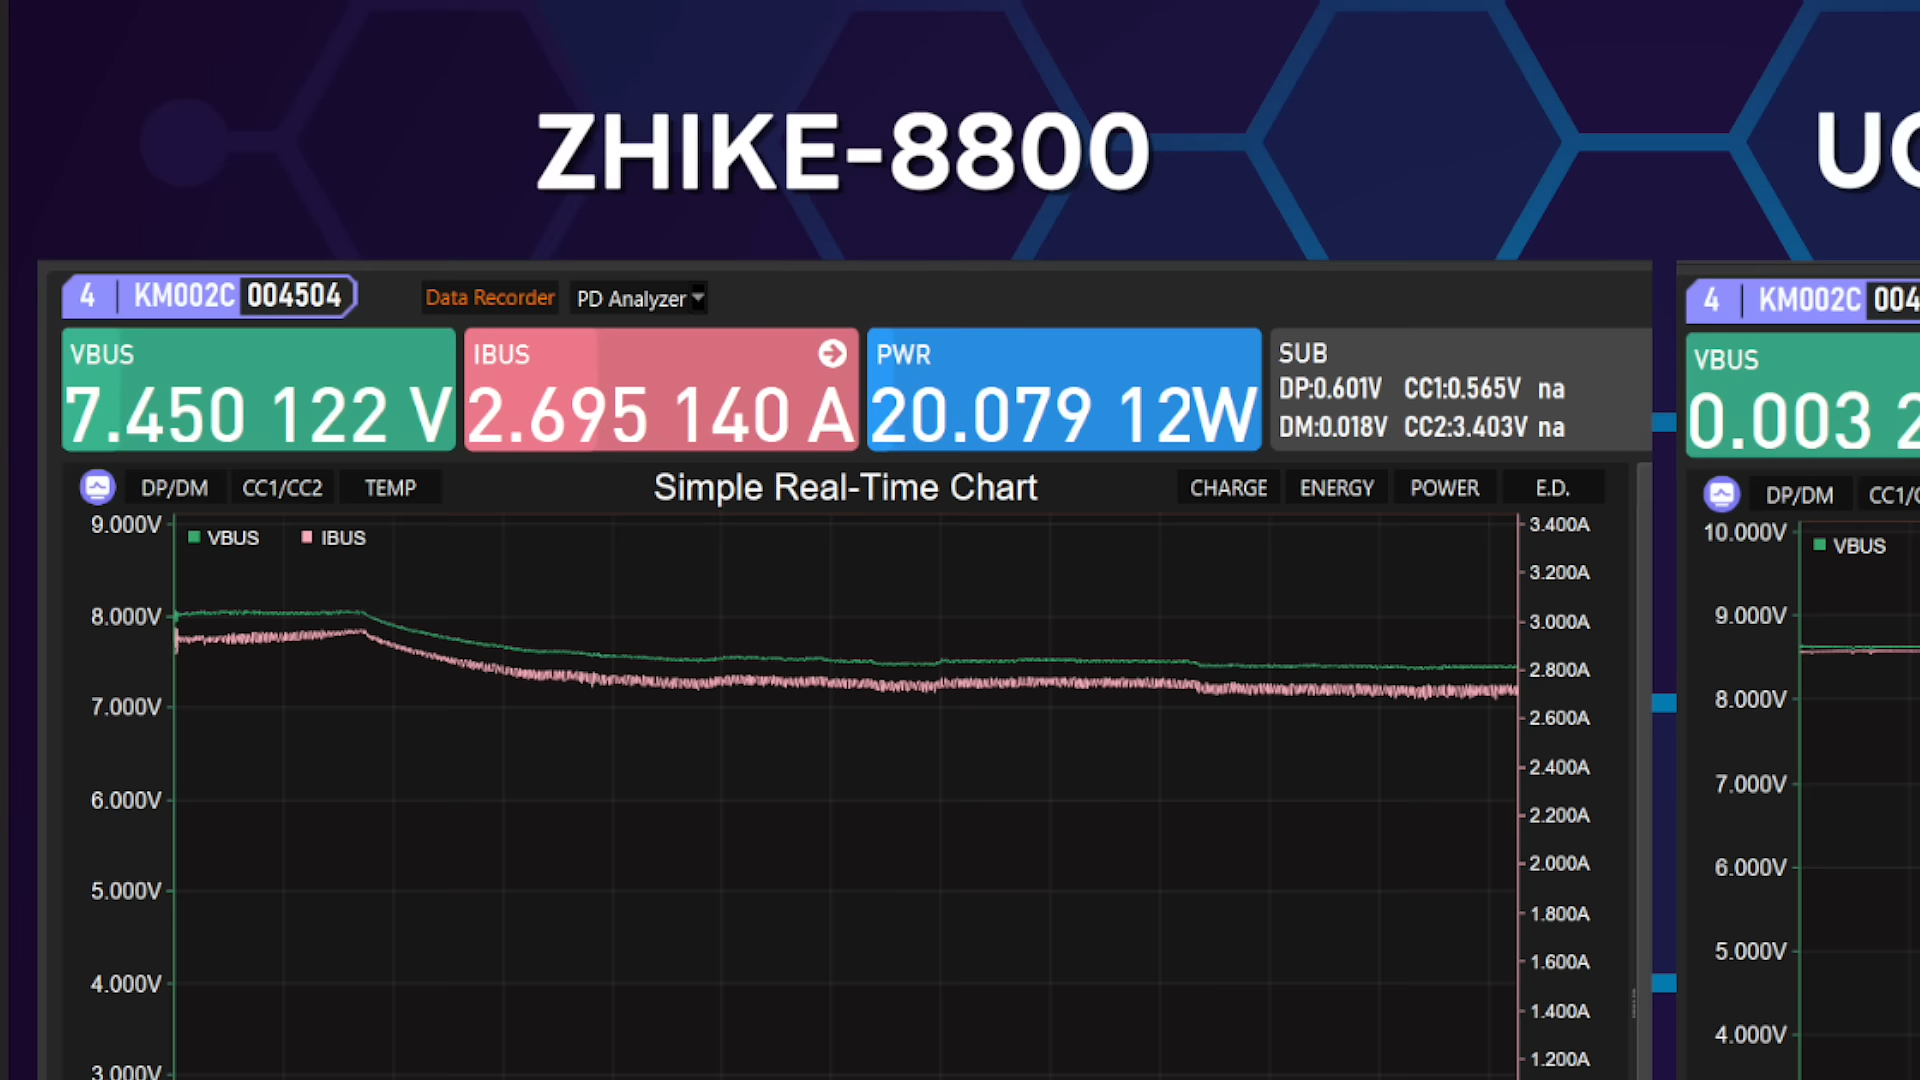 ZHIKE-8800
4 KM002C 004504
Data Recorder
PD Analyzer
VBUS
7.450 122 V
IBUS
2.695 140 A
PWR
20.079 12W
SUB
DP:0.601V CC1:0.565V na
DM:0.018V CC2:3.403V na
DP/DM
CC1/CC2
TEMP
Simple Real-Time Chart
CHARGE
ENERGY
POWER
E.D.
VBUS
IBUS
9.000V
8.000V
7.000V
6.000V
5.000V
4.000V
3.000V
3.400A
3.200A
3.000A
2.800A
2.600A
2.400A
2.200A
2.000A
1.800A
1.600A
1.400A
1.200A
4 KM002C 004
VBUS
0.003
DP/DM
CC1/
VBUS
10.000V
9.000V
8.000V
7.000V
6.000V
5.000V
4.000V